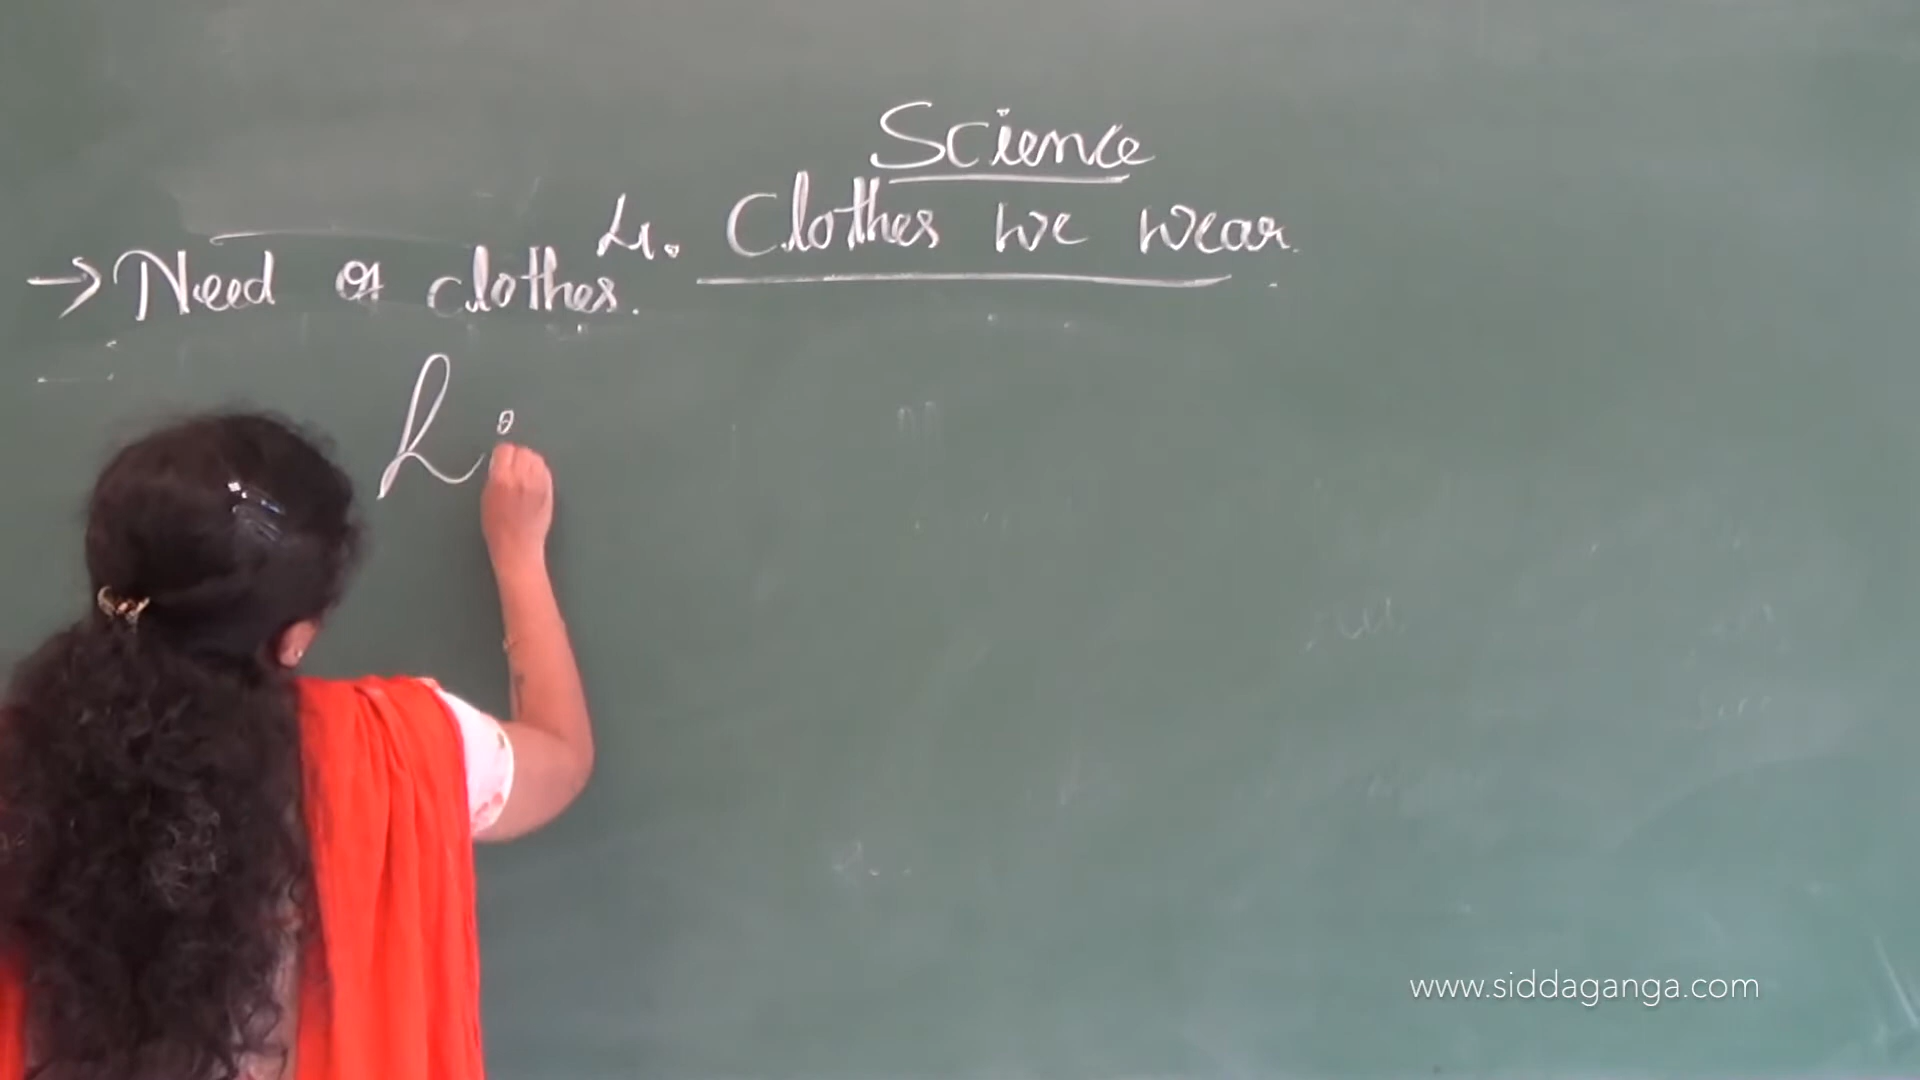 Science
4. Clothes we wear.
→ Need of clothes.
www.siddaganga.com